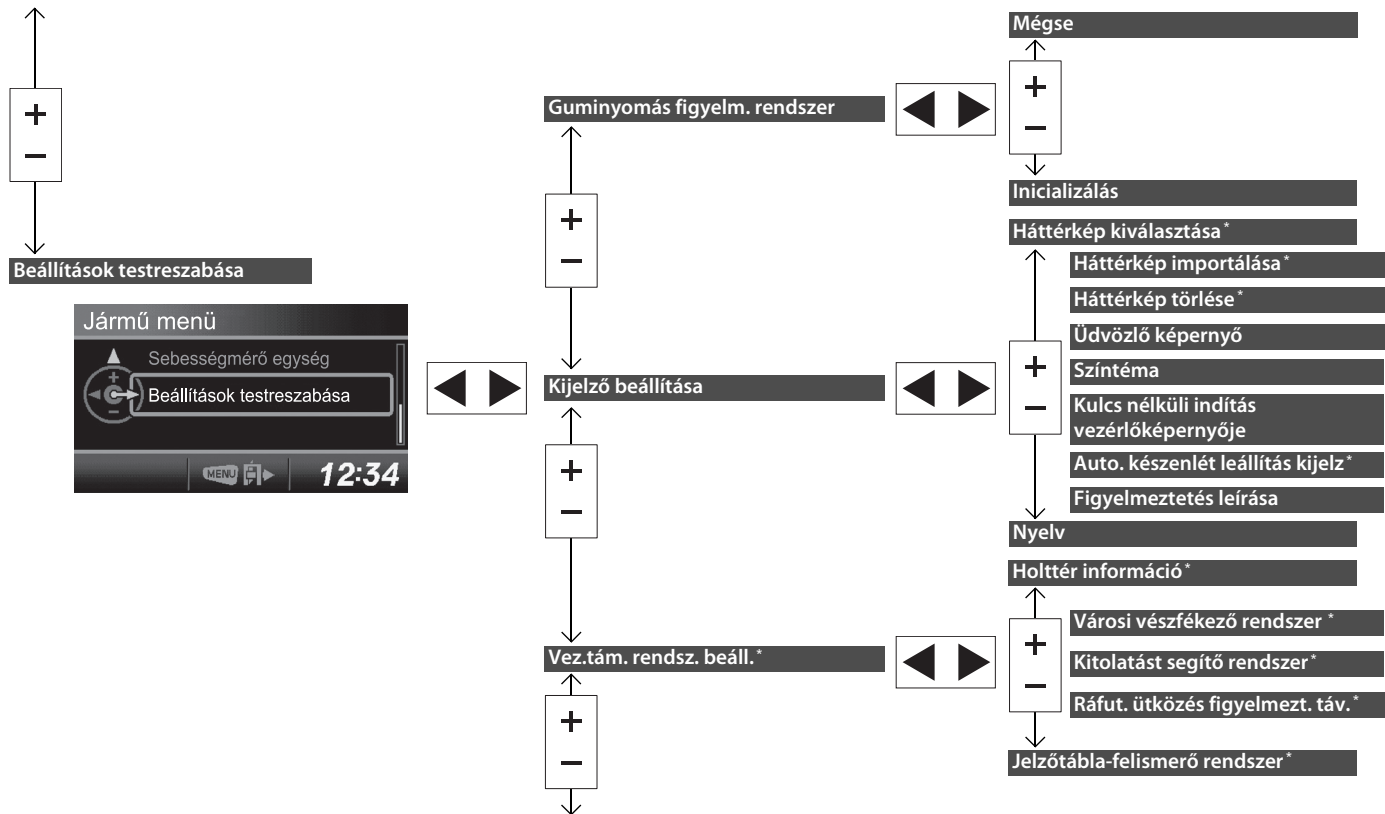 Beállítások testreszabása
Jármű menü
Sebességmérő egység
Beállítások testreszabása
MENU
12:34
Guminyomás figyelm. rendszer
Mégse
Inicializálás
Kijelző beállítása
Háttérkép kiválasztása*
Háttérkép importálása*
Háttérkép törlése*
Üdvözlő képernyő
Színtéma
Kulcs nélküli indítás
vezérlőképernyője
Auto. készenlét leállítás kijelz*
Figyelmeztetés leírása
Nyelv
Vez.tám. rendsz. beáll.*
Holttér információ*
Városi vészfékező rendszer *
Kitolatást segítő rendszer*
Ráfut. ütközés figyelmezt. táv.*
Jelzőtábla-felismerő rendszer*